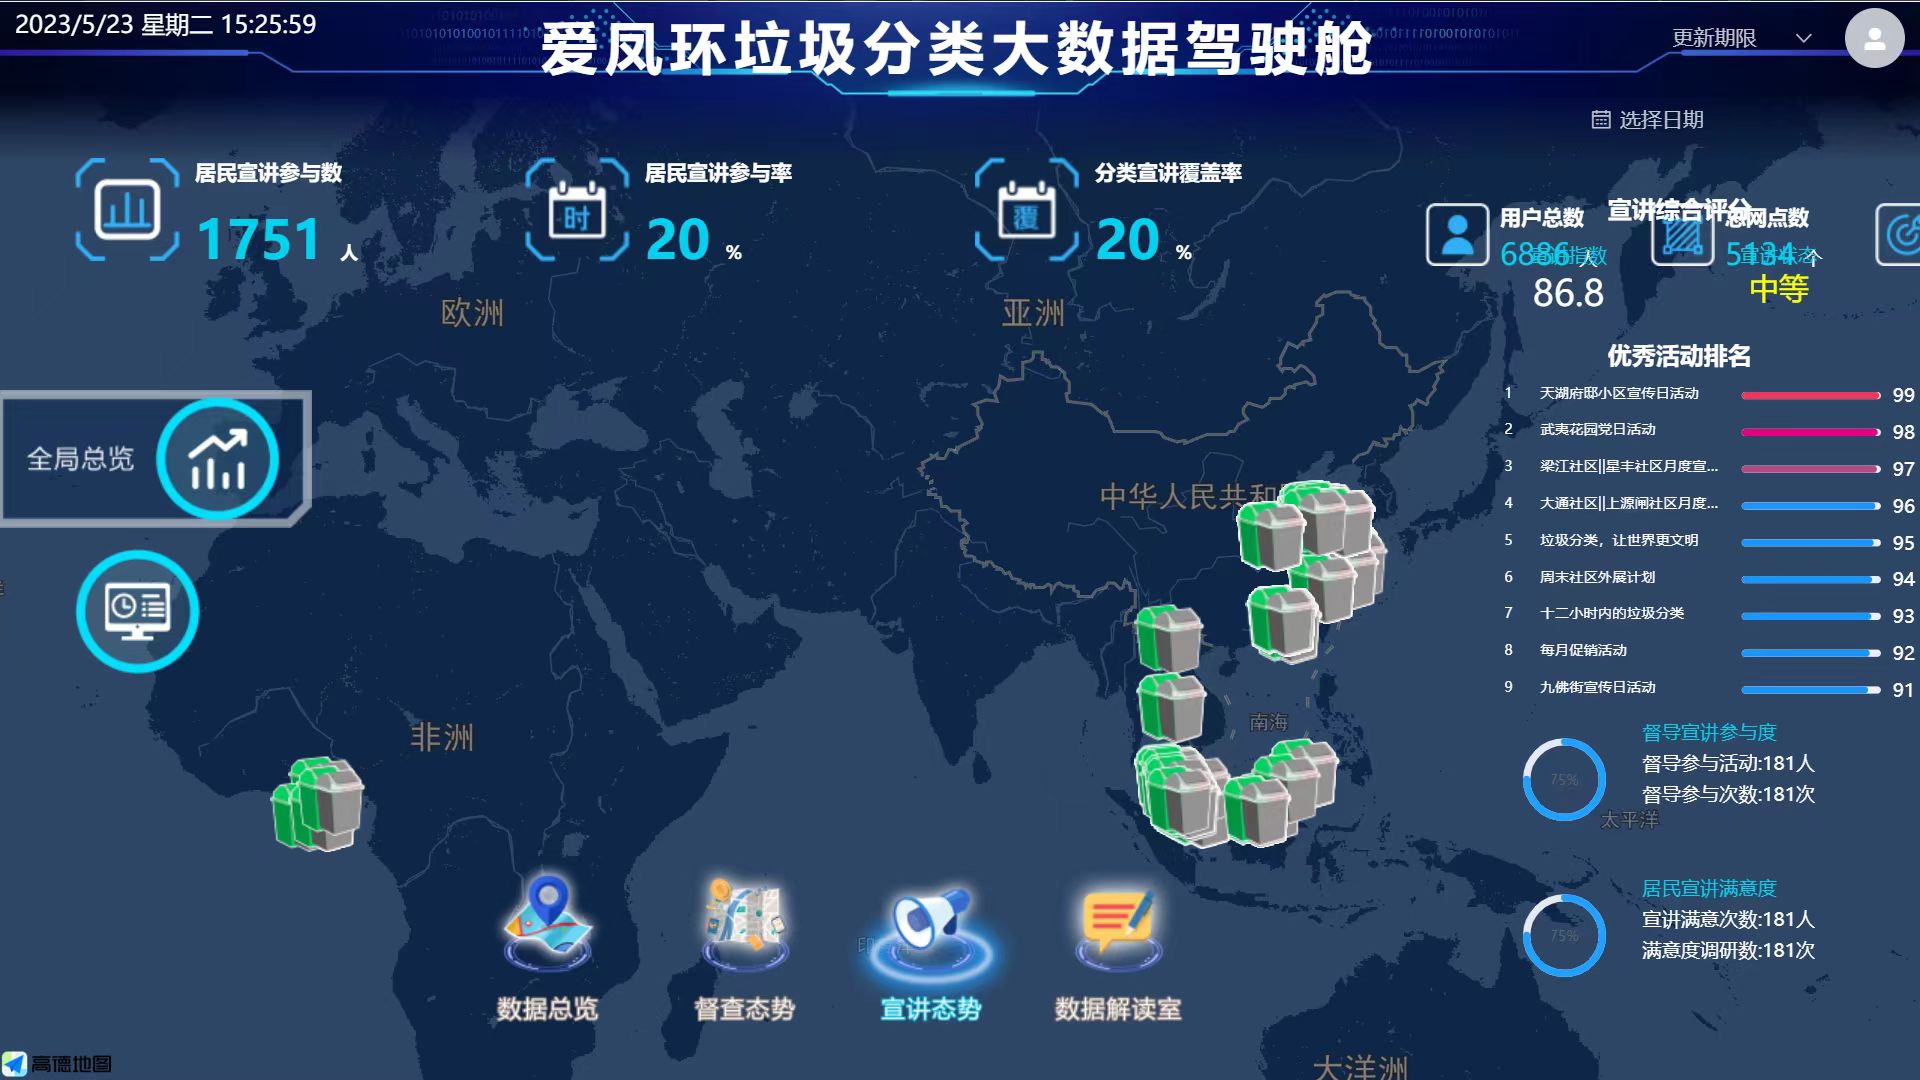 2023/5/23 星期二 15:25:59
爱凤环垃圾分类大数据驾驶舱
更新期限
选择日期
居民宣讲参与数
1751 人
居民宣讲参与率
时
20 %
分类宣讲覆盖率
覆
20 %
用户总数
6886 人
宣讲综合评分
网点数
5134 个
宣讲指数
86.8
宣讲状态
中等
欧洲
亚洲
优秀活动排名
1 天湖府邸小区宣传日活动 99
2 武夷花园党日活动 98
3 梁江社区||星丰社区月度宣... 97
4 大通社区||上源闸社区月度... 96
5 垃圾分类，让世界更文明 95
6 周末社区外展计划 94
7 十二小时内的垃圾分类 93
8 每月促销活动 92
9 九佛街宣传日活动 91
全局总览
中华人民共和
南海
非洲
75%
督导宣讲参与度
督导参与活动:181人
督导参与次数:181次
太平洋
75%
居民宣讲满意度
宣讲满意次数:181人
满意度调研数:181次
印
数据总览
督查态势
宣讲态势
数据解读室
高德地图
大洋洲